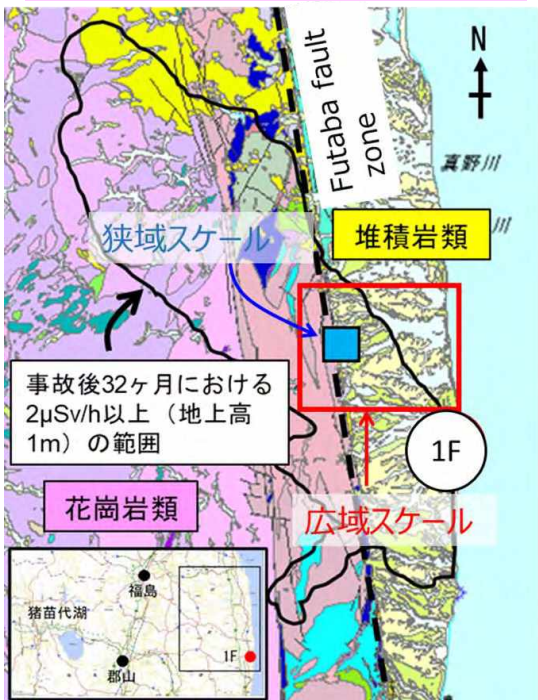 Futaba fault
zone
N
真野川
狭域スケール
堆積岩類
川
事故後32ヶ月における
2μSv/h以上（地上高
1m）の範囲
1F
花崗岩類
広域スケール
福島
猪苗代湖
1F
郡山